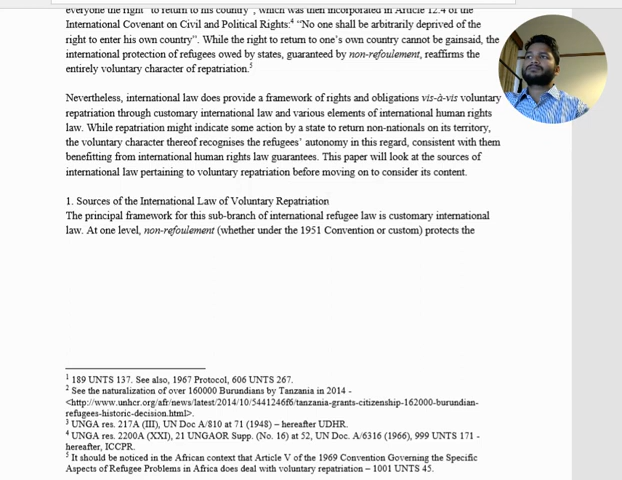 everyone the right "to return to his country", which was then incorporated in Article 12.4 of the
International Covenant on Civil and Political Rights:4 "No one shall be arbitrarily deprived of the
right to enter his own country". While the right to return to one's own country cannot be gainsaid, the
international protection of refugees owed by states, guaranteed by non-refoulement, reaffirms the
entirely voluntary character of repatriation.5
Nevertheless, international law does provide a framework of rights and obligations vis-à-vis voluntary
repatriation through customary international law and various elements of international human rights
law. While repatriation might indicate some action by a state to return non-nationals on its territory,
the voluntary character thereof recognises the refugees' autonomy in this regard, consistent with them
benefitting from international human rights law guarantees. This paper will look at the sources of
international law pertaining to voluntary repatriation before moving on to consider its content.
1. Sources of the International Law of Voluntary Repatriation
The principal framework for this sub-branch of international refugee law is customary international
law. At one level, non-refoulement (whether under the 1951 Convention or custom) protects the
1 189 UNTS 137. See also, 1967 Protocol, 606 UNTS 267.
2 See the naturalization of over 160000 Burundians by Tanzania in 2014 -
<http://www.unhcr.org/afr/news/latest/2014/10/5441246f6/tanzania-grants-citizenship-162000-burundian-
refugees-historic-decision.html>.
3 UNGA res. 217A (III), UN Doc A/810 at 71 (1948) – hereafter UDHR.
4 UNGA res. 2200A (XXI), 21 UNGAOR Supp. (No. 16) at 52, UN Doc. A/6316 (1966), 999 UNTS 171 -
hereafter, ICCPR.
5 It should be noticed in the African context that Article V of the 1969 Convention Governing the Specific
Aspects of Refugee Problems in Africa does deal with voluntary repatriation – 1001 UNTS 45.